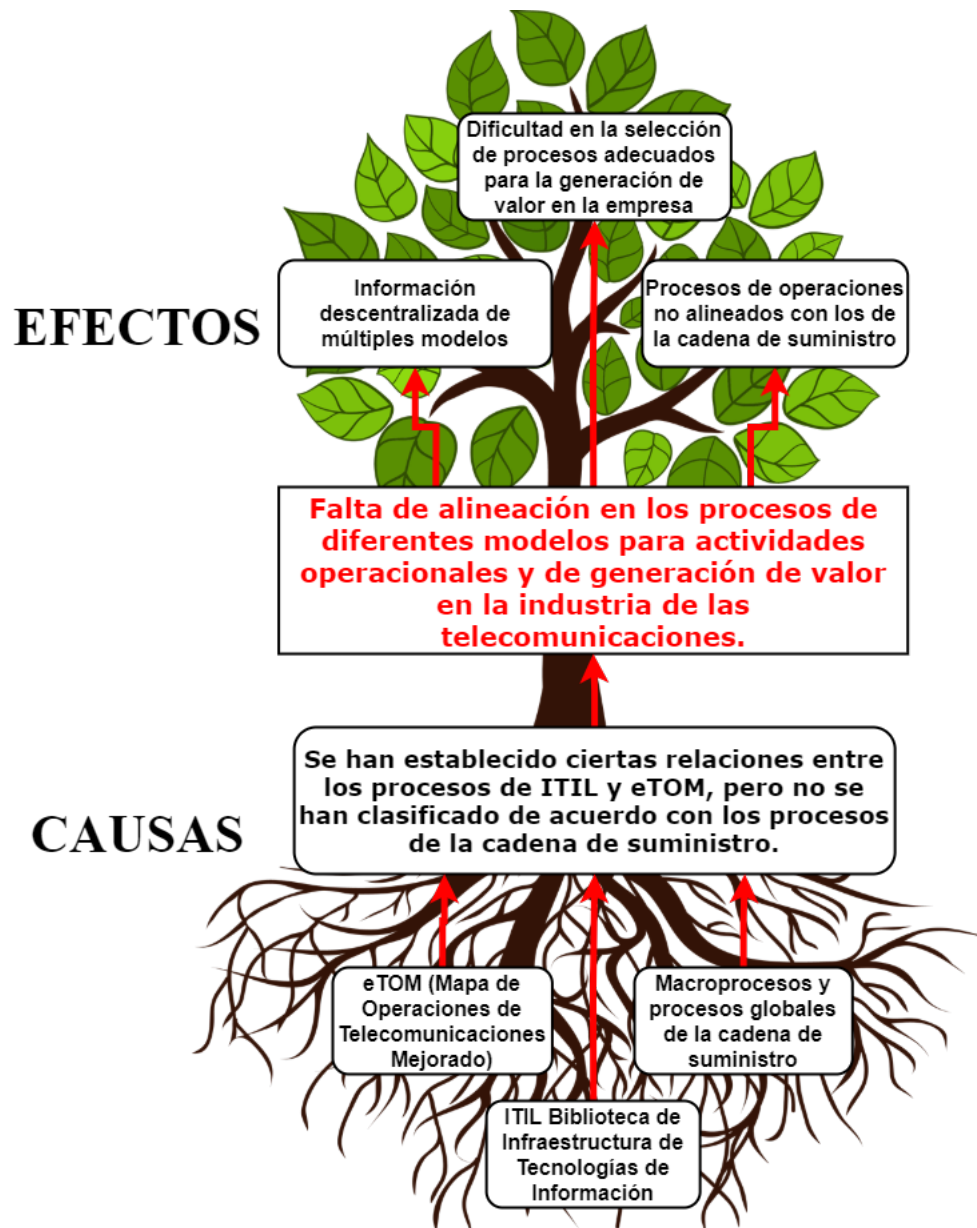 Dificultad en la selección
de procesos adecuados
para la generación de
valor en la empresa
EFECTOS
Información
descentralizada de
múltiples modelos
Procesos de operaciones
no alineados con los de
la cadena de suministro
Falta de alineación en los procesos de
diferentes modelos para actividades
operacionales y de generación de valor
en la industria de las
telecomunicaciones.
CAUSAS
Se han establecido ciertas relaciones entre
los procesos de ITIL y eTOM, pero no se
han clasificado de acuerdo con los procesos
de la cadena de suministro.
eTOM (Mapa de
Operaciones de
Telecomunicaciones
Mejorado)
Macroprocesos y
procesos globales
de la cadena de
suministro
ITIL Biblioteca de
Infraestructura de
Tecnologías de
Información